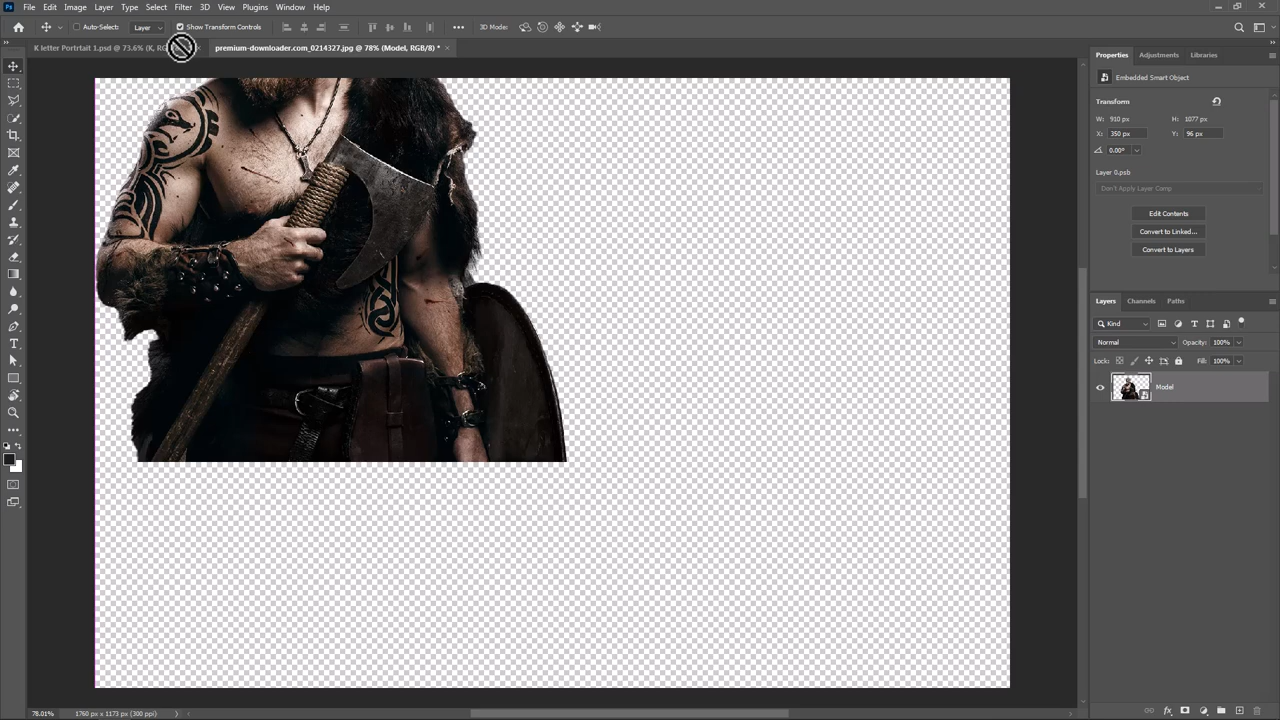 Ps File Edit Image Layer Type Select Filter 3D View Plugins Window Help
Auto-Select: Layer Show Transform Controls 3D Mode:
K letter Portrtait 1.psd @ 73.6% (K, RG premium-downloader.com_0214327.jpg @ 78% (Model, RGB/8) * ×
Properties Adjustments Libraries
Embedded Smart Object
Transform
W: 910 px H: 1077 px
X: 350 px Y: 96 px
0.00°
Layer 0.psb
Don't Apply Layer Comp
Edit Contents
Convert to Linked...
Convert to Layers
Layers Channels Paths
Kind
Normal Opacity: 100%
Lock: Fill: 100%
Model
78.01% 1760 px x 1173 px (300 ppi)